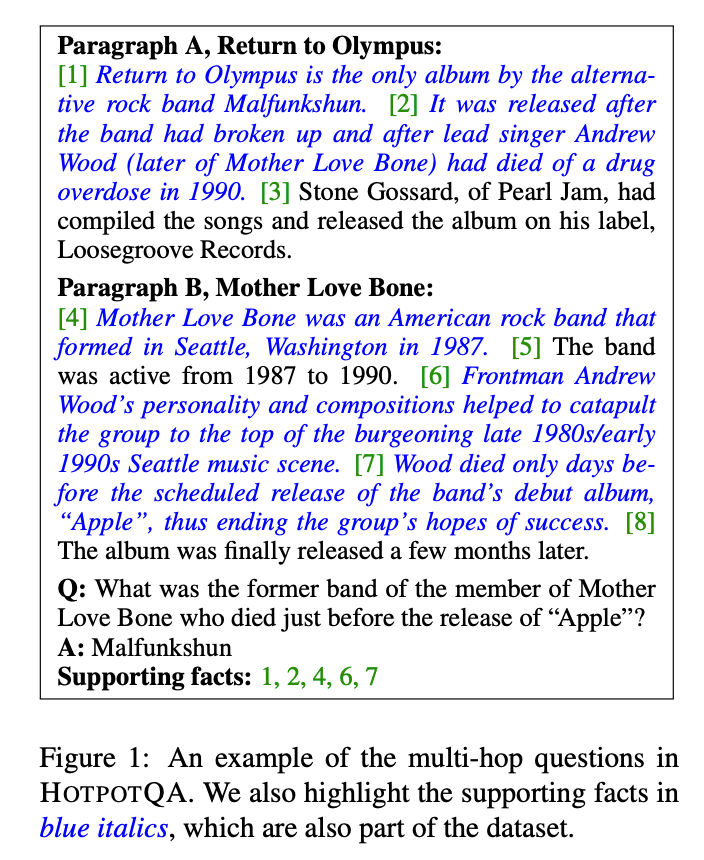 Paragraph A, Return to Olympus:
[1] Return to Olympus is the only album by the alterna-
tive rock band Malfunkshun. [2] It was released after
the band had broken up and after lead singer Andrew
Wood (later of Mother Love Bone) had died of a drug
overdose in 1990. [3] Stone Gossard, of Pearl Jam, had
compiled the songs and released the album on his label,
Loosegroove Records.
Paragraph B, Mother Love Bone:
[4] Mother Love Bone was an American rock band that
formed in Seattle, Washington in 1987. [5] The band
was active from 1987 to 1990. [6] Frontman Andrew
Wood’s personality and compositions helped to catapult
the group to the top of the burgeoning late 1980s/early
1990s Seattle music scene. [7] Wood died only days be-
fore the scheduled release of the band’s debut album,
“Apple”, thus ending the group’s hopes of success. [8]
The album was finally released a few months later.
Q: What was the former band of the member of Mother
Love Bone who died just before the release of “Apple”?
A: Malfunkshun
Supporting facts: 1, 2, 4, 6, 7
Figure 1: An example of the multi-hop questions in
HOTPOTQA. We also highlight the supporting facts in
blue italics, which are also part of the dataset.